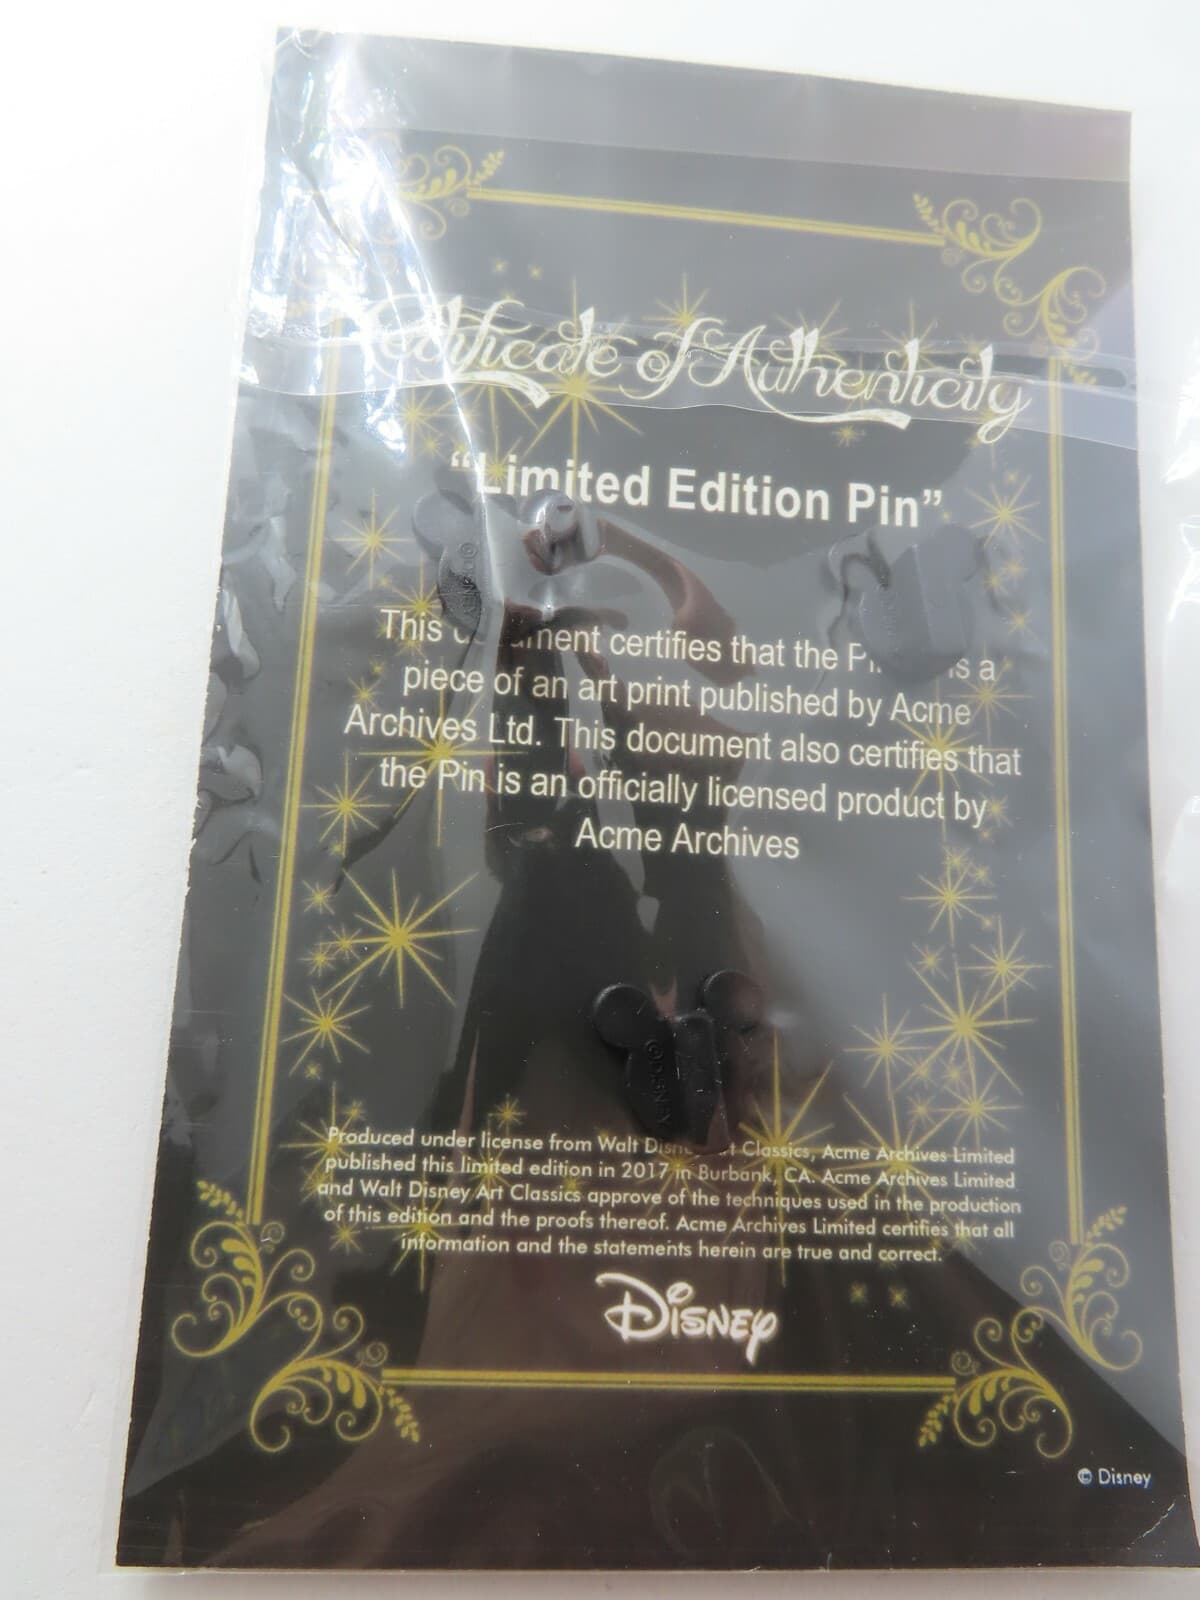 Certificate of Authenticity
“Limited Edition Pin”
©DISNEY
This certifies that the is a
piece of an art print published by Acme
Archives Ltd. This document also certifies that
the Pin is an officially licensed product by
Acme Archives
©DISNEY
Produced under license from Walt Classics, Acme Archives Limited
published this limited edition in 2017 in Burbank, CA. Acme Archives Limited
and Walt Disney Art Classics approve of the techniques used in the production
of this edition and the proofs thereof. Acme Archives Limited certifies that all
information and the statements herein are true and correct.
Disney
© Disney